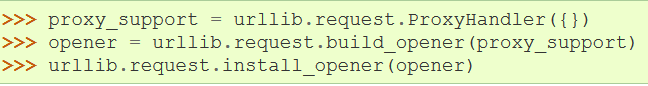 >>> proxy_support = urllib.request.ProxyHandler({})
>>> opener = urllib.request.build_opener(proxy_support)
>>> urllib.request.install_opener(opener)